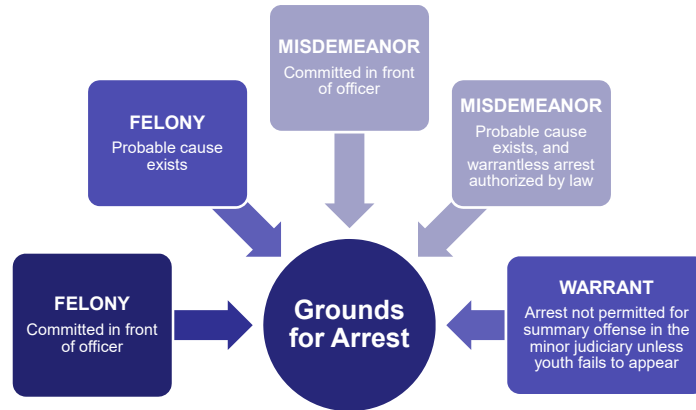 MISDEMEANOR
Committed in front
of officer
FELONY
Probable cause
exists
MISDEMEANOR
Probable cause
exists, and
warrantless arrest
authorized by law
FELONY
Committed in front
of officer
Grounds
for Arrest
WARRANT
Arrest not permitted for
summary offense in the
minor judiciary unless
youth fails to appear